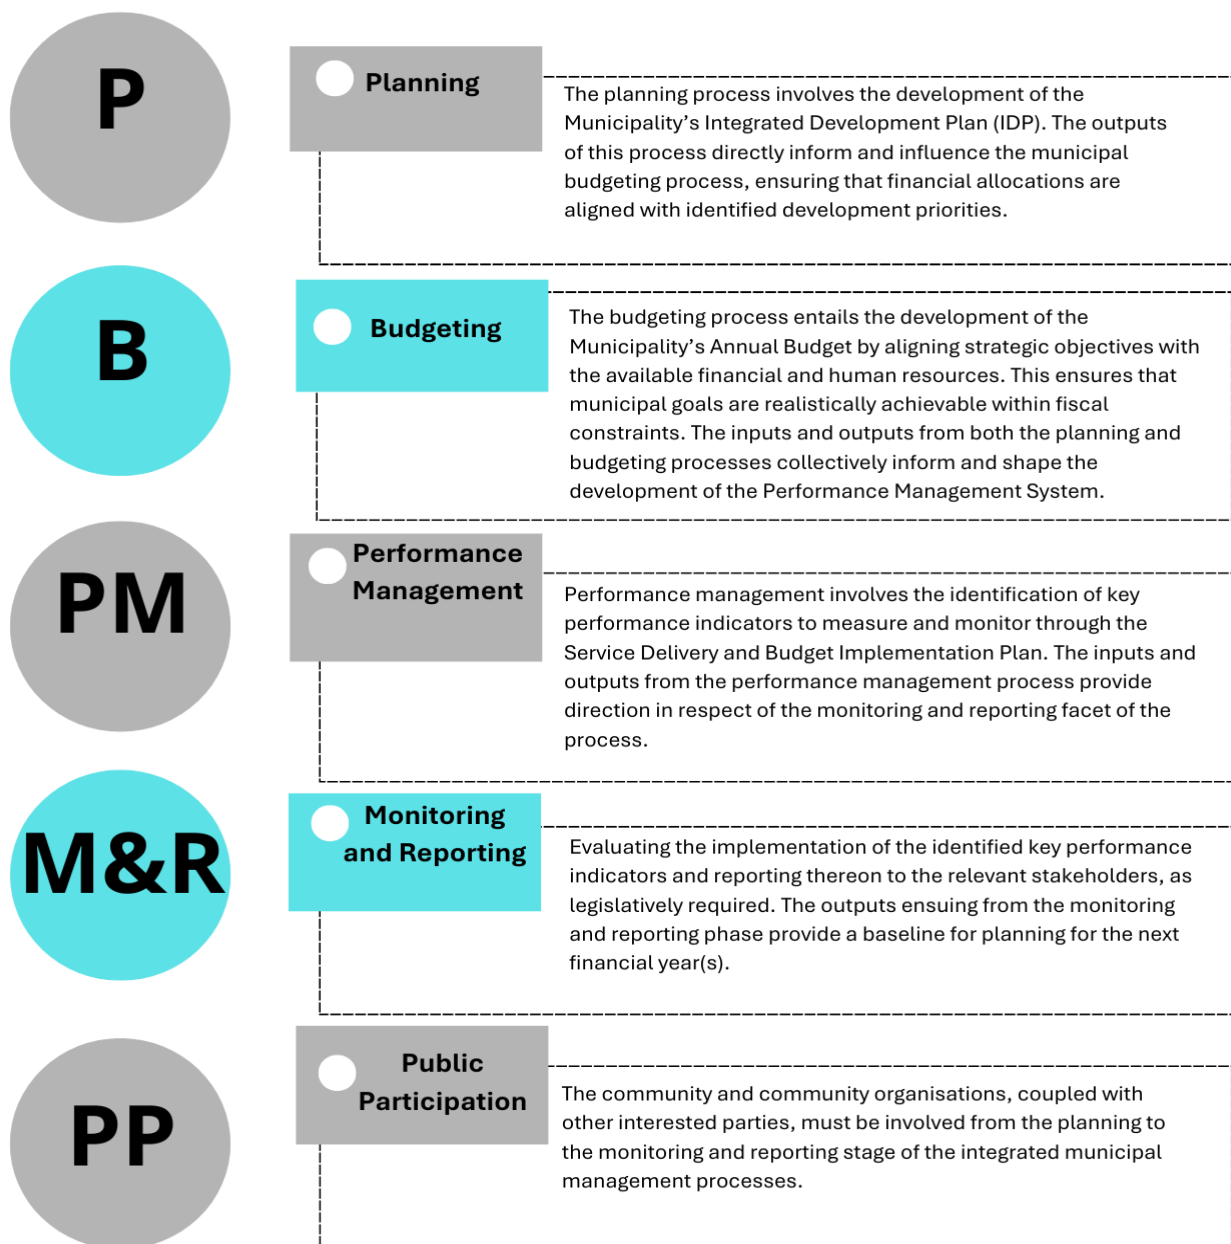 P
Planning
The planning process involves the development of the
Municipality’s Integrated Development Plan (IDP). The outputs
of this process directly inform and influence the municipal
budgeting process, ensuring that financial allocations are
aligned with identified development priorities.
B
Budgeting
The budgeting process entails the development of the
Municipality’s Annual Budget by aligning strategic objectives with
the available financial and human resources. This ensures that
municipal goals are realistically achievable within fiscal
constraints. The inputs and outputs from both the planning and
budgeting processes collectively inform and shape the
development of the Performance Management System.
PM
Performance
Management
Performance management involves the identification of key
performance indicators to measure and monitor through the
Service Delivery and Budget Implementation Plan. The inputs and
outputs from the performance management process provide
direction in respect of the monitoring and reporting facet of the
process.
M&R
Monitoring
and Reporting
Evaluating the implementation of the identified key performance
indicators and reporting thereon to the relevant stakeholders, as
legislatively required. The outputs ensuing from the monitoring
and reporting phase provide a baseline for planning for the next
financial year(s).
PP
Public
Participation
The community and community organisations, coupled with
other interested parties, must be involved from the planning to
the monitoring and reporting stage of the integrated municipal
management processes.